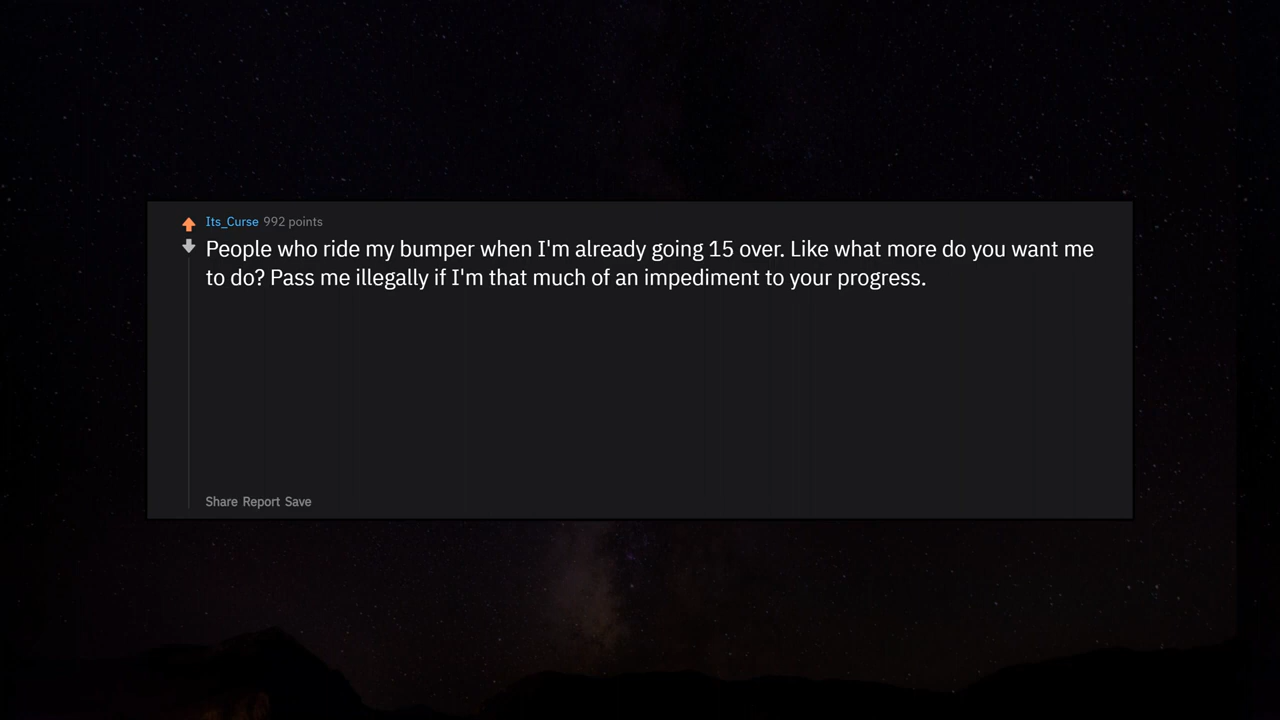 Its_Curse 992 points
People who ride my bumper when I'm already going 15 over. Like what more do you want me
to do? Pass me illegally if I'm that much of an impediment to your progress.
Share Report Save